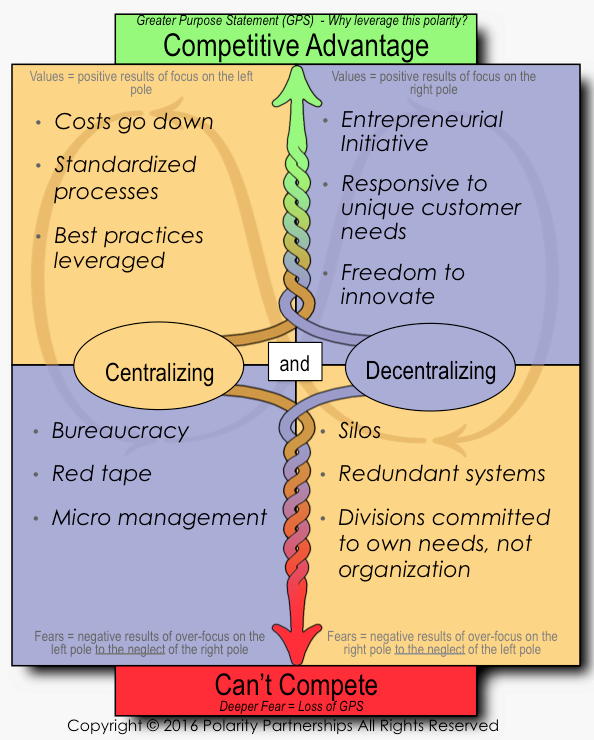 Greater Purpose Statement (GPS) - Why leverage this polarity?
Competitive Advantage
Values = positive results of focus on the left
pole
• Costs go down
• Standardized
processes
• Best practices
leveraged
Values = positive results of focus on the
right pole
• Entrepreneurial
Initiative
• Responsive to
unique customer
needs
• Freedom to
innovate
Centralizing
and
Decentralizing
• Bureaucracy
• Red tape
• Micro management
Fears = negative results of over-focus on the
left pole to the neglect of the right pole
• Silos
• Redundant systems
• Divisions committed
to own needs, not
organization
Fears = negative results of over-focus on the
right pole to the neglect of the left pole
Can't Compete
Deeper Fear = Loss of GPS
Copyright © 2016 Polarity Partnerships All Rights Reserved